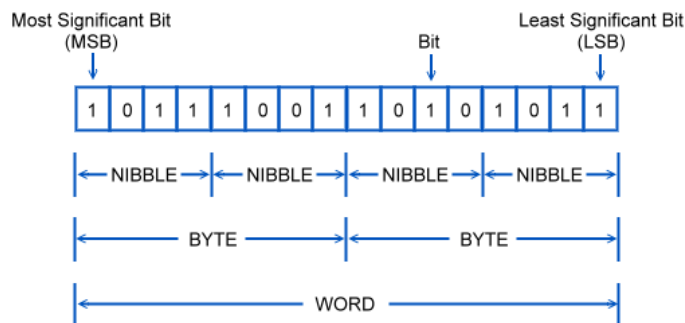 Most Significant Bit
(MSB)
Bit
Least Significant Bit
(LSB)
1 0 1 1 1 0 0 1 1 0 1 0 1 0 1 1
NIBBLE NIBBLE NIBBLE NIBBLE
BYTE BYTE
WORD